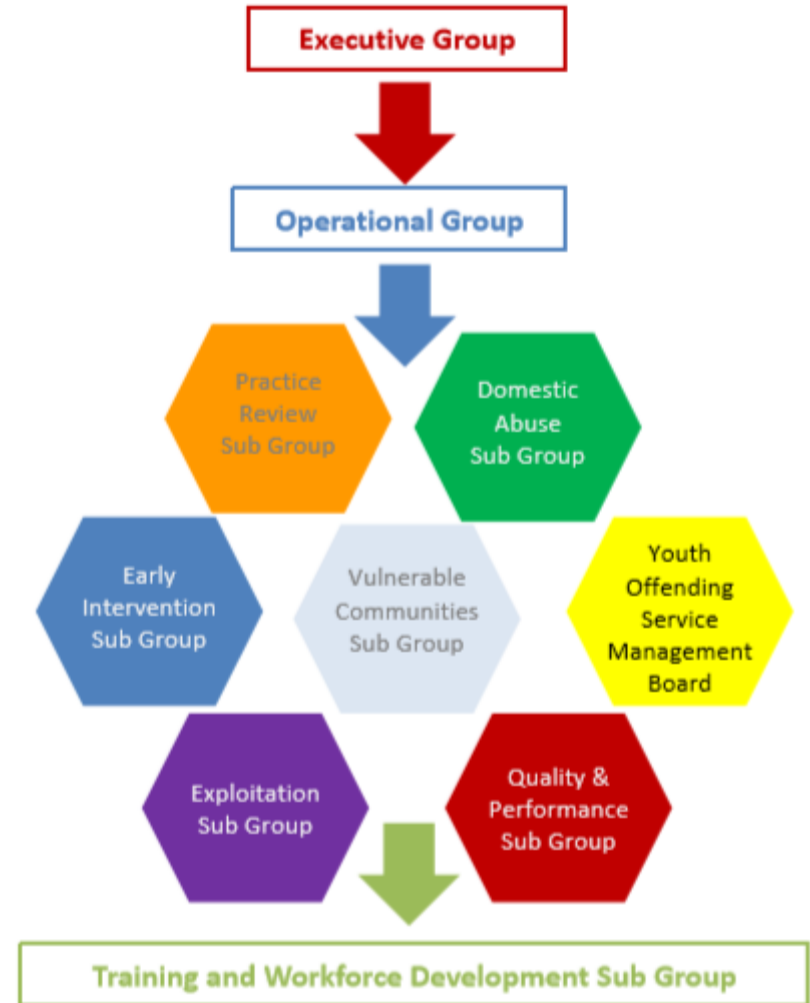 Executive Group
Operational Group
Practice
Review
Sub Group
Domestic
Abuse
Sub Group
Early
Intervention
Sub Group
Vulnerable
Communities
Sub Group
Youth
Offending
Service
Management
Board
Exploitation
Sub Group
Quality &
Performance
Sub Group
Training and Workforce Development Sub Group